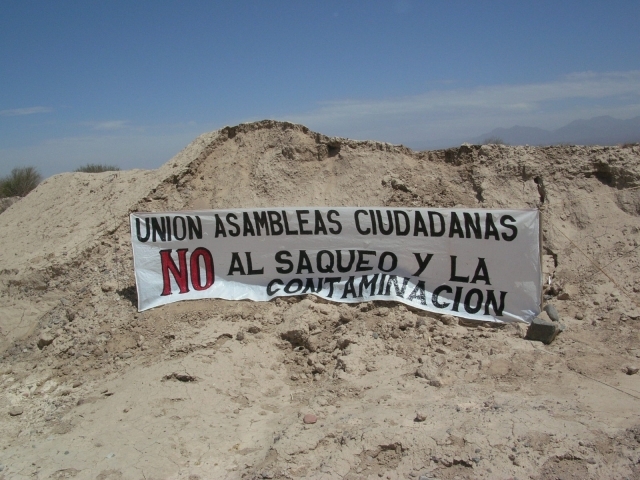 UNION ASAMBLEAS CIUDADANAS
NO AL SAQUEO Y LA
CONTAMINACION